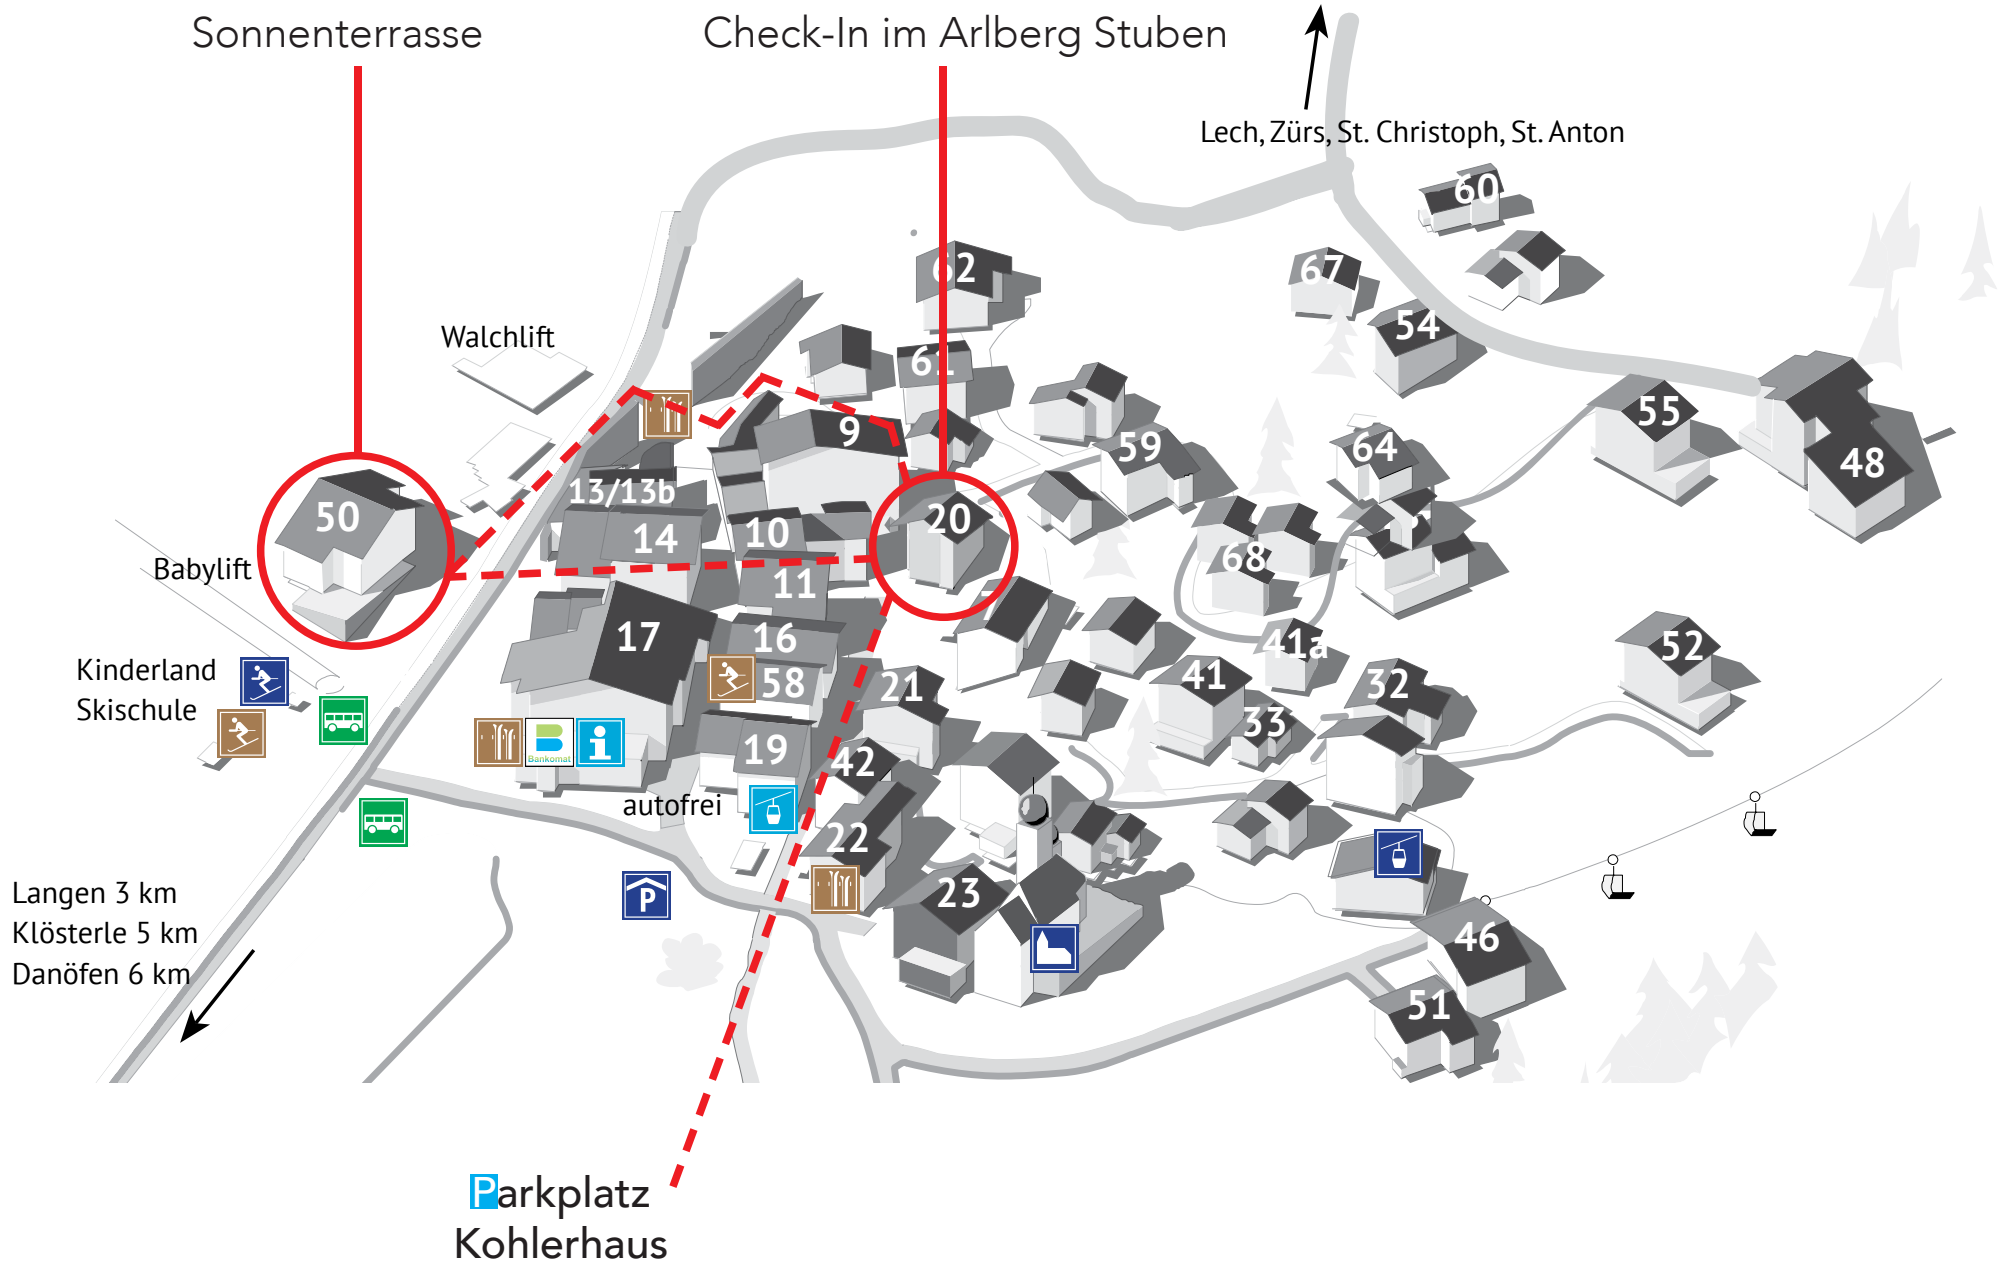 Sonnenterrasse
Check-In im Arlberg Stuben
Lech, Zürs, St. Christoph, St. Anton
60
62
67
54
Walchlift
61
9
55
59
64
48
13/13b
50
14
10
20
Babylift
11
68
17
16
41a
52
Kinderland
Skischule
58
21
41
32
33
19
42
Bankomat
autofrei
22
P
23
Langen 3 km
Klösterle 5 km
Danöfen 6 km
46
51
Parkplatz
Kohlerhaus